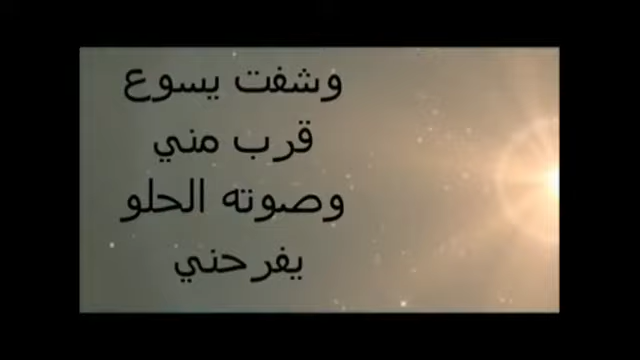 وشفت يسوع
قرب مني
وصوته الحلو
يفرحني